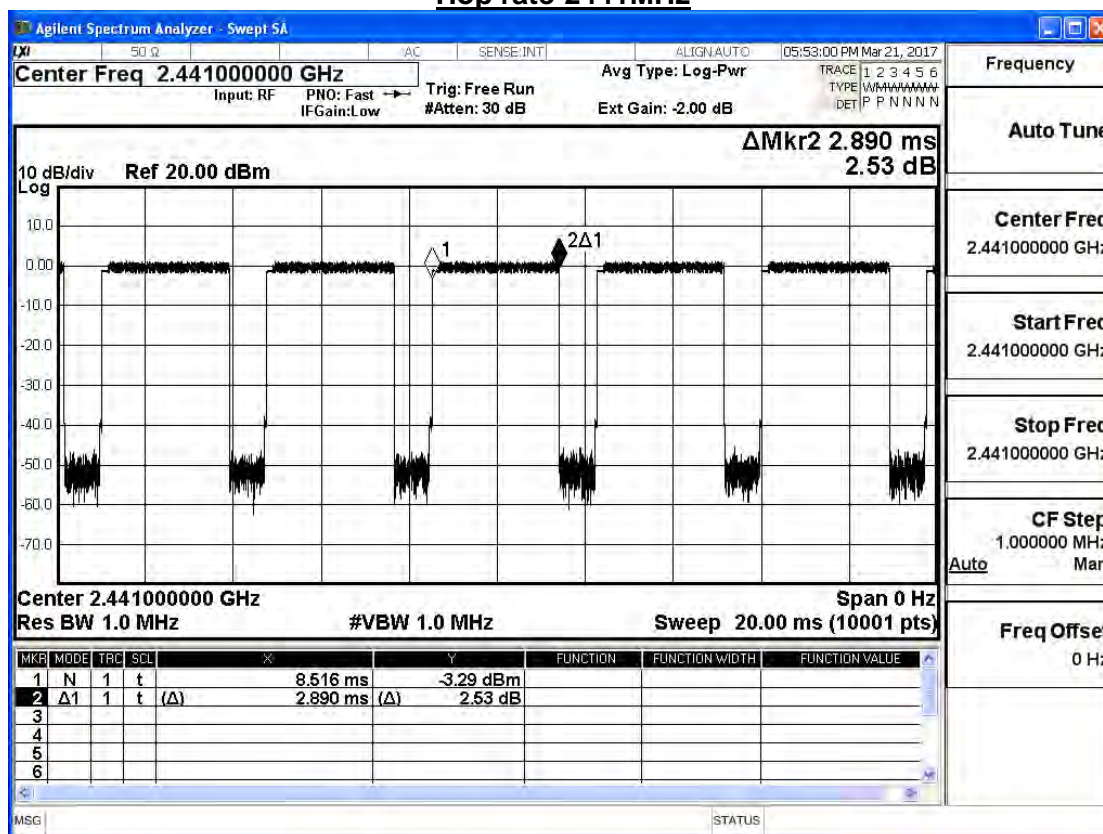 Hop rate 2441MHz
Agilent Spectrum Analyzer - Swept SA
LXI 50 Ω AC SENSE:INT ALIGN AUTO 05:53:00 PM Mar 21, 2017
Center Freq 2.441000000 GHz
Input: RF PNO: Fast Trig: Free Run
IFGain:Low #Atten: 30 dB
Avg Type: Log-Pwr
Ext Gain: -2.00 dB
TRACE 1 2 3 4 5 6
TYPE WMWWWWW
DET P P N N N N
ΔMkr2 2.890 ms
2.53 dB
10 dB/div Ref 20.00 dBm
Log
10.0
0.00
-10.0
-20.0
-30.0
-40.0
-50.0
-60.0
-70.0
1
2Δ1
Center 2.441000000 GHz Span 0 Hz
Res BW 1.0 MHz #VBW 1.0 MHz Sweep 20.00 ms (10001 pts)
MKR MODE TRC SCL X Y FUNCTION FUNCTION WIDTH FUNCTION VALUE
1 N 1 t 8.516 ms -3.29 dBm
2 Δ1 1 t (Δ) 2.890 ms (Δ) 2.53 dB
3
4
5
6
MSG STATUS
Frequency
Auto Tune
Center Freq
2.441000000 GHz
Start Freq
2.441000000 GHz
Stop Freq
2.441000000 GHz
CF Step
1.000000 MHz
Auto Man
Freq Offset
0 Hz